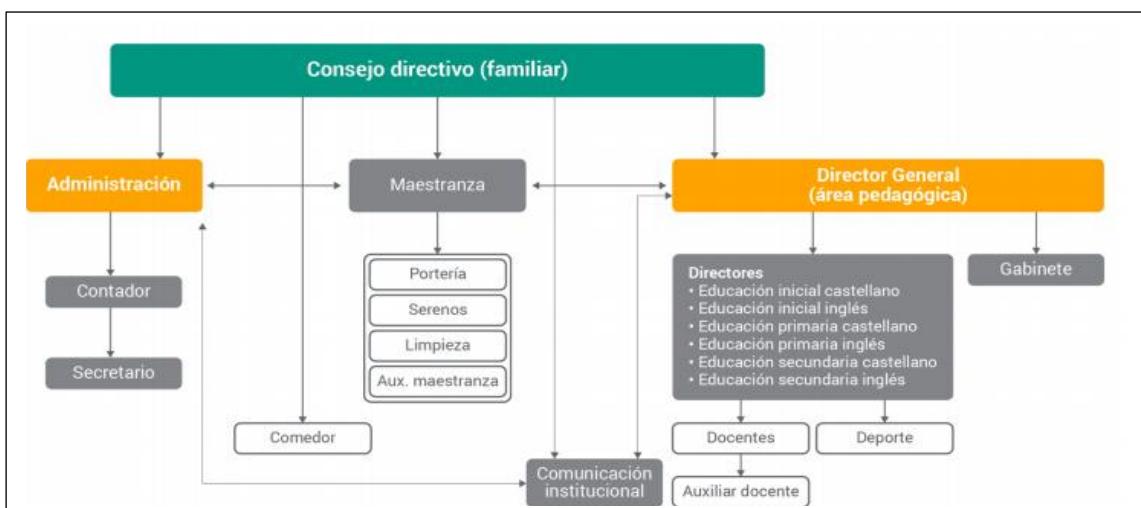 Consejo directivo (familiar)
Administración
Maestranza
Director General
(área pedagógica)
Contador
Secretario
Portería
Serenos
Limpieza
Aux. maestranza
Directores
• Educación inicial castellano
• Educación inicial inglés
• Educación primaria castellano
• Educación primaria inglés
• Educación secundaria castellano
• Educación secundaria inglés
Gabinete
Comedor
Docentes
Deporte
Comunicación
institucional
Auxiliar docente